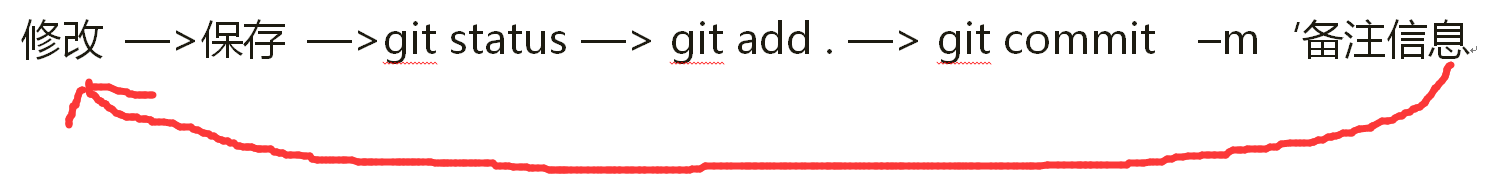 修改 —>保存 —>git status —> git add . —> git commit –m ‘备注信息